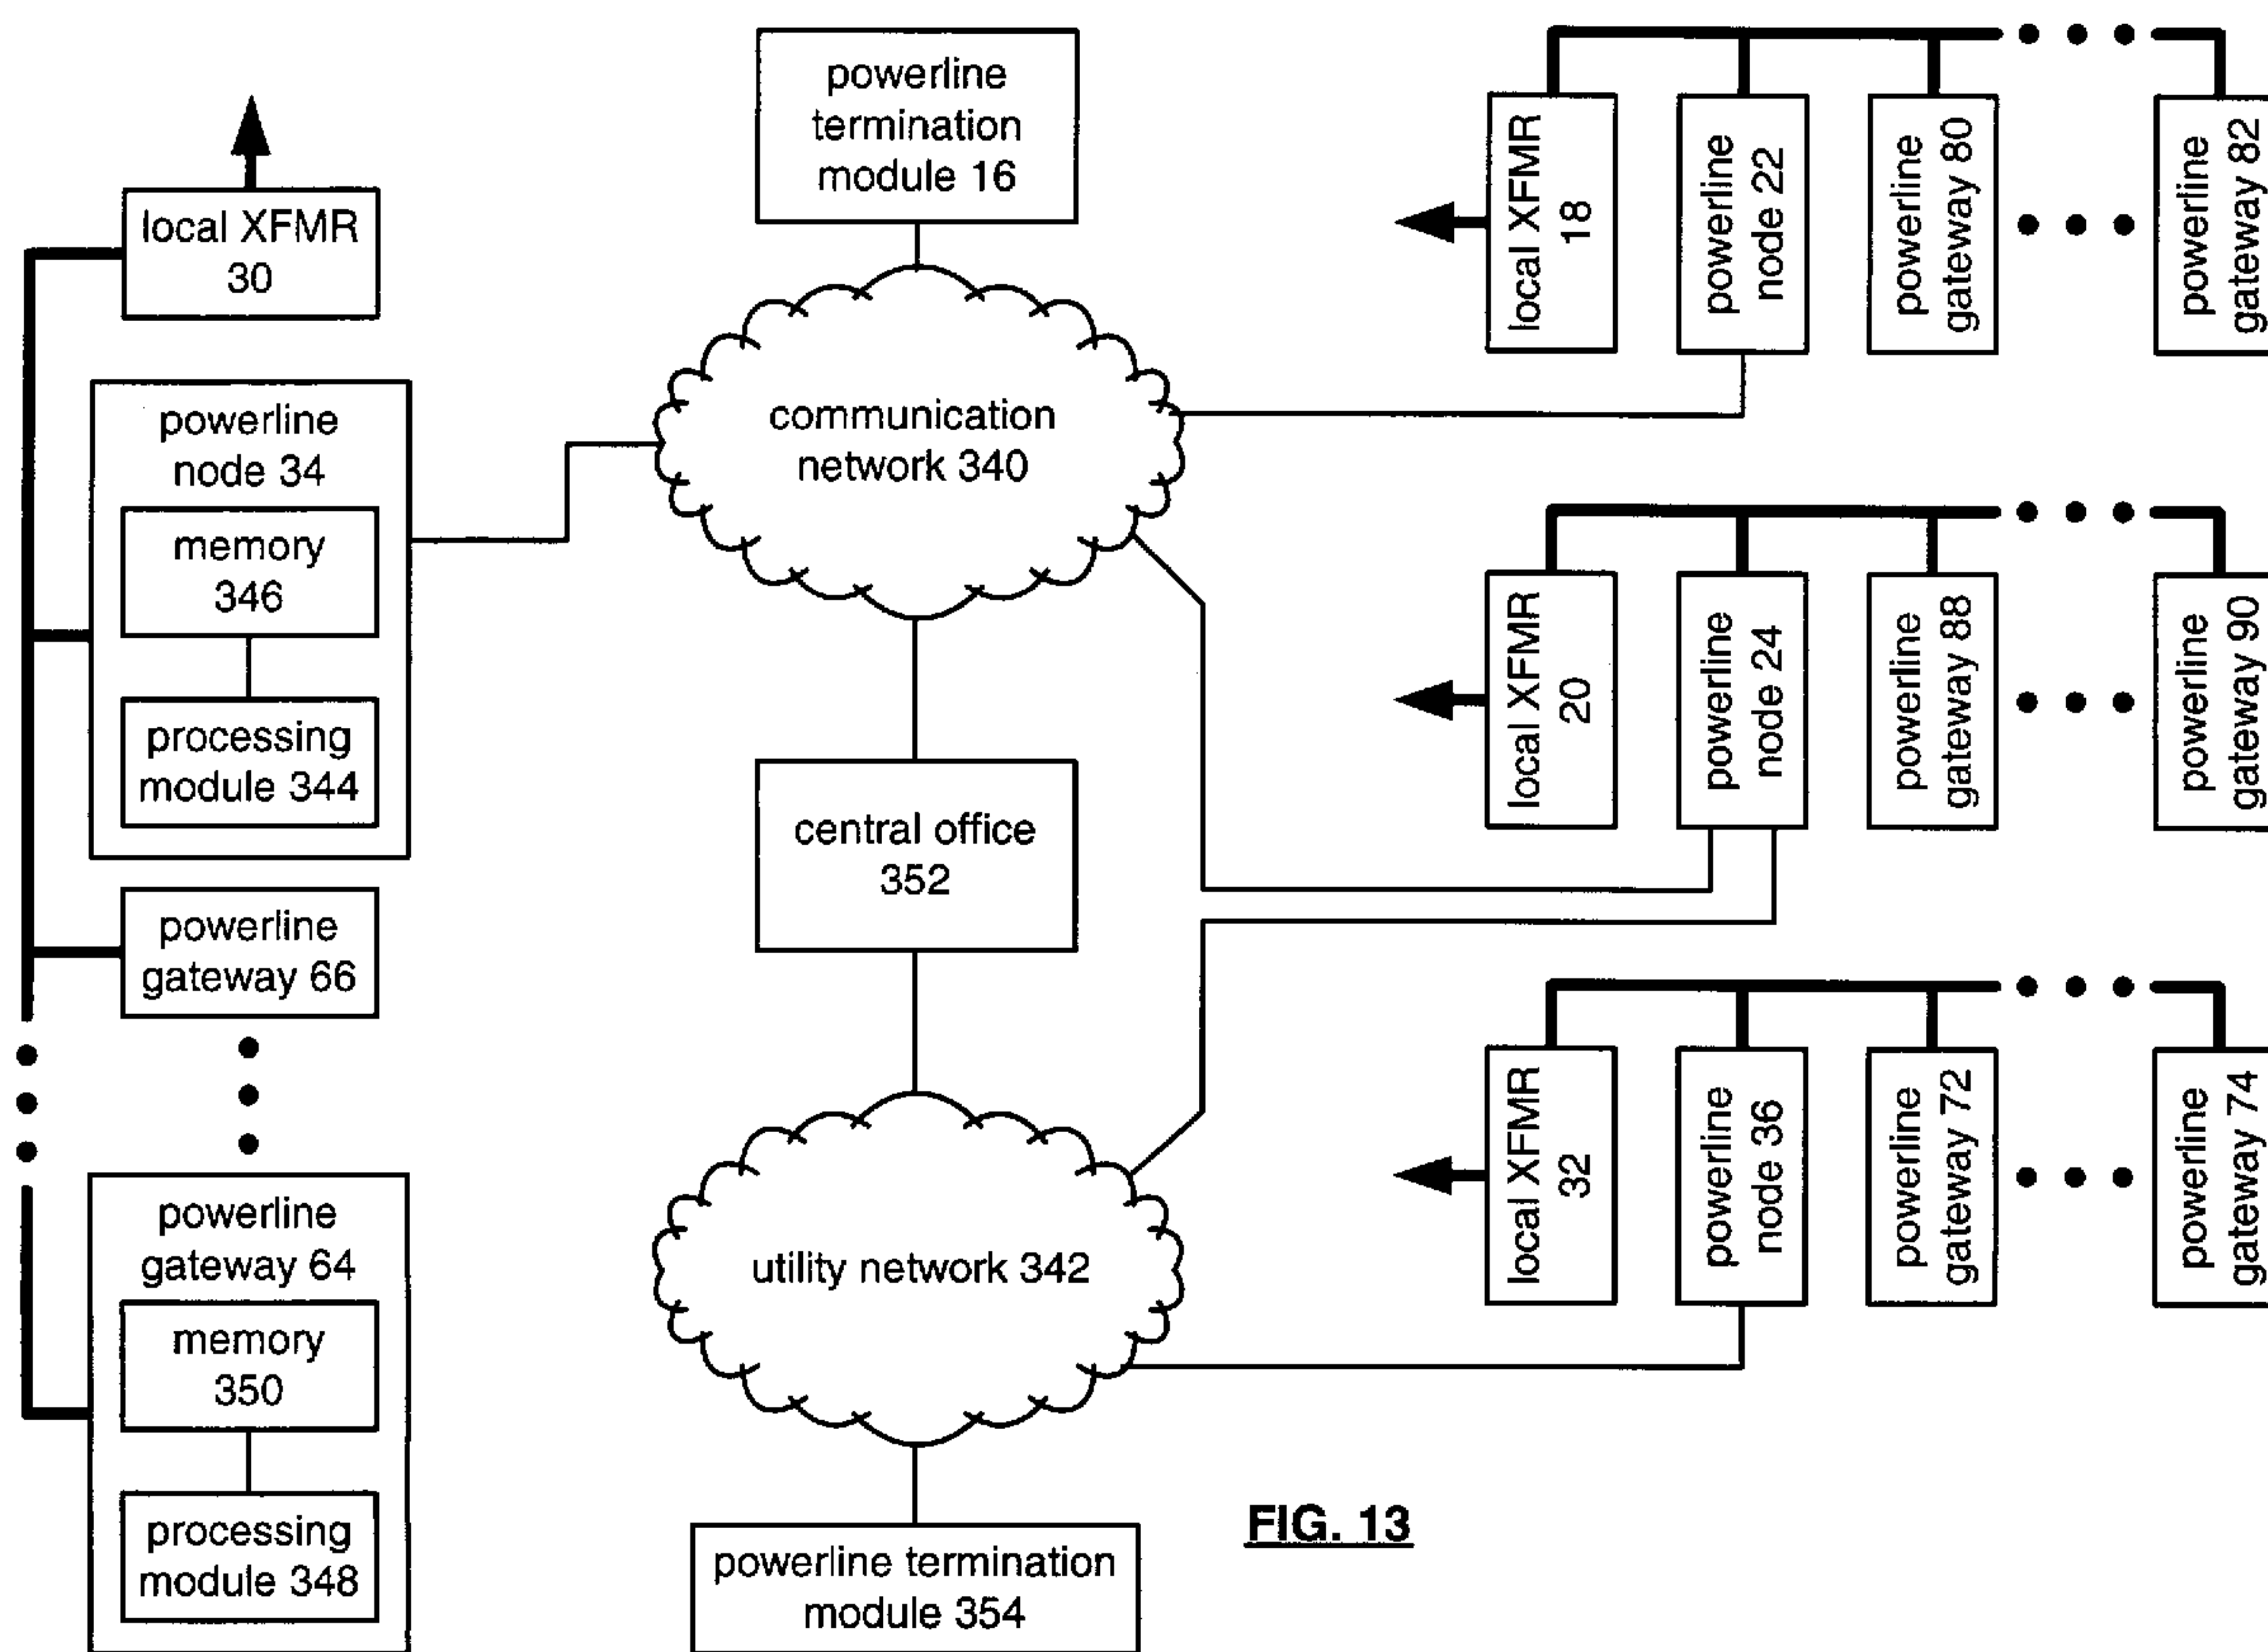 powerline
termination
module 16
local XFMR
30
powerline
node 34
memory
346
processing
module 344
powerline
gateway 66
powerline
gateway 64
memory
350
processing
module 348
communication
network 340
central office
352
utility network 342
powerline termination
module 354
local XFMR
18
powerline
node 22
powerline
gateway 80
powerline
gateway 82
local XFMR
20
powerline
node 24
powerline
gateway 88
powerline
gateway 90
local XFMR
32
powerline
node 36
powerline
gateway 72
powerline
gateway 74
FIG. 13